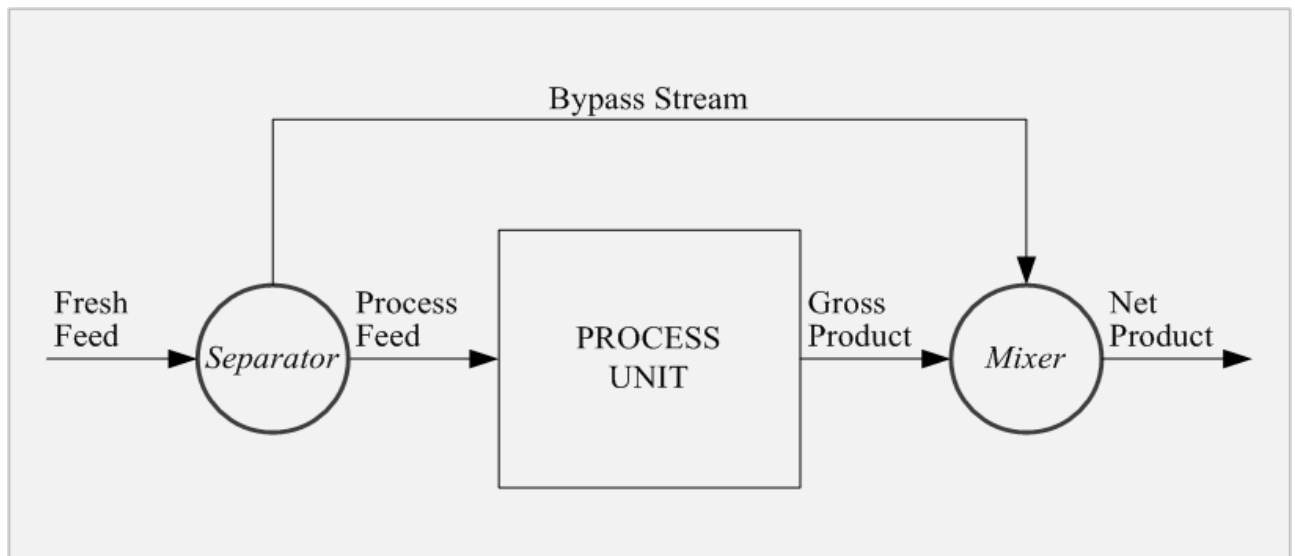 Bypass Stream
Fresh
Feed
Separator
Process
Feed
PROCESS
UNIT
Gross
Product
Mixer
Net
Product